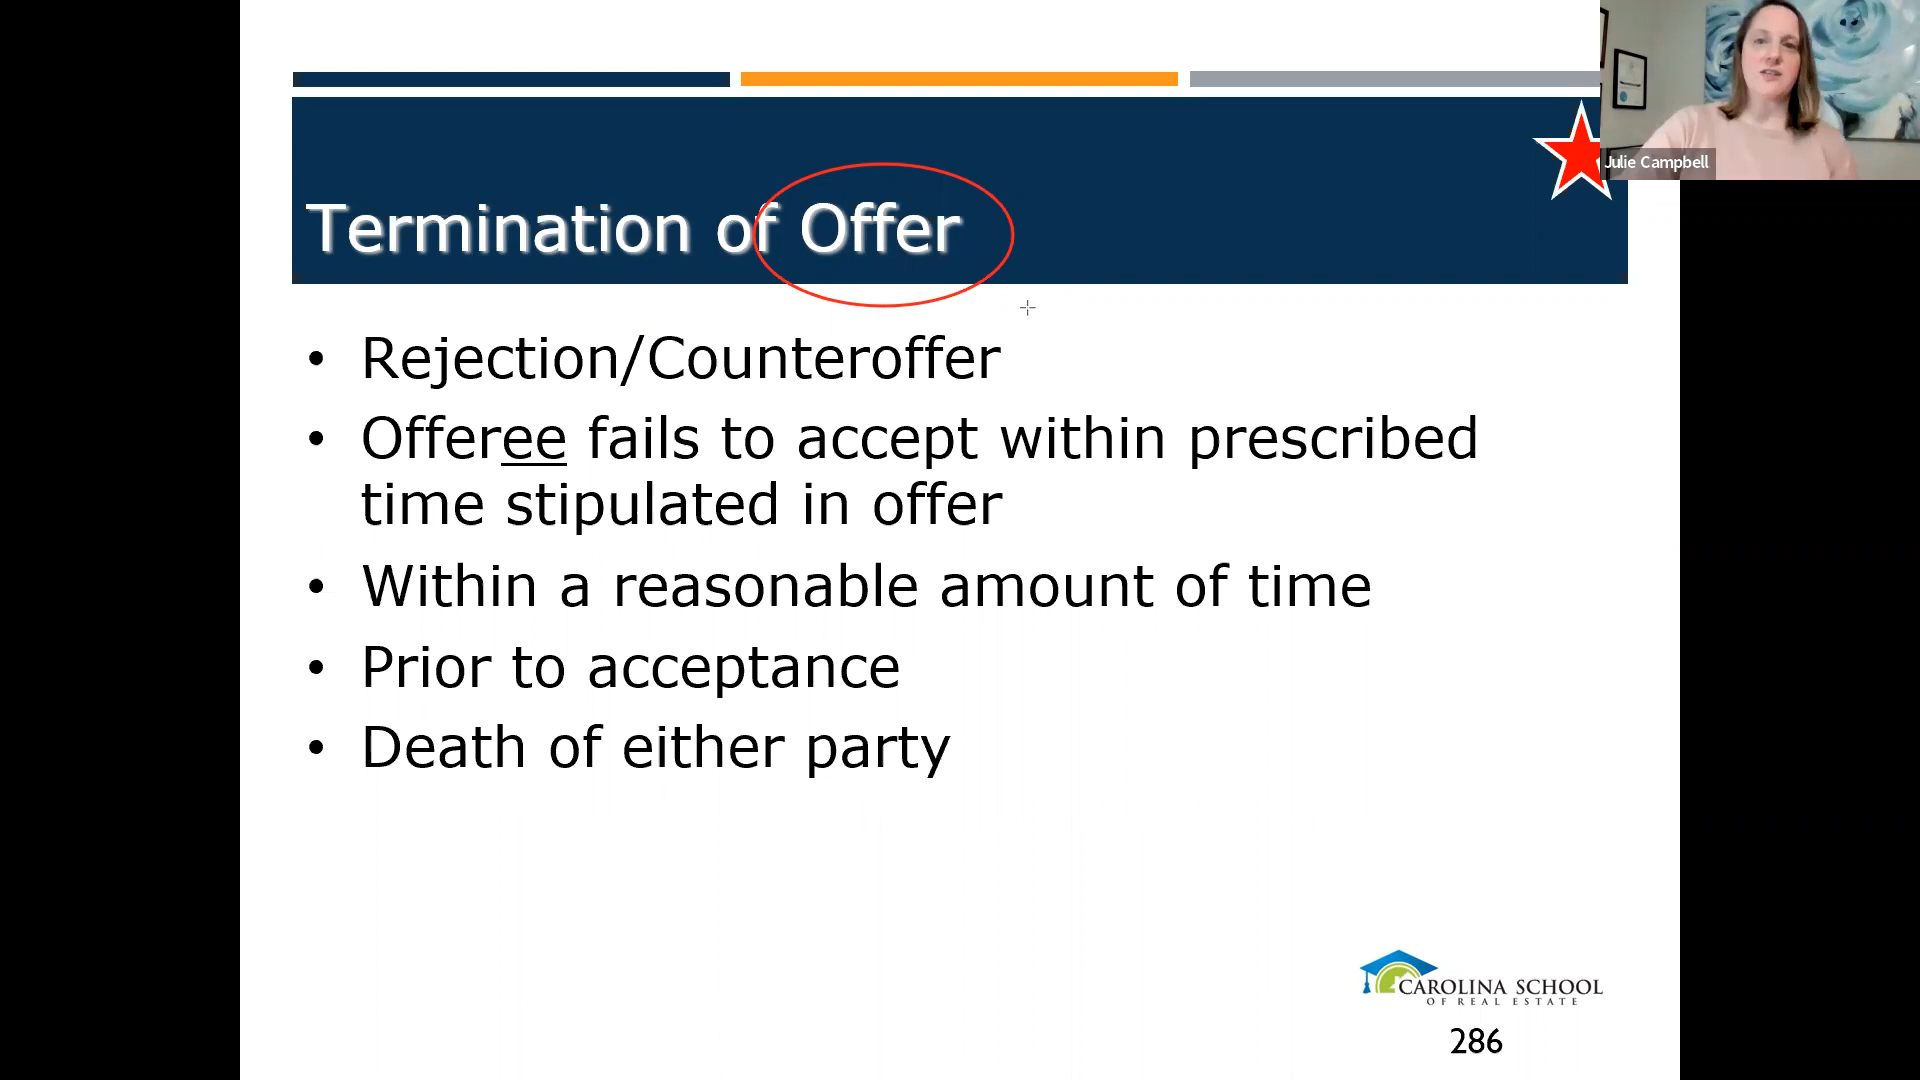 Julie Campbell
Termination of Offer
• Rejection/Counteroffer
• Offeree fails to accept within prescribed
time stipulated in offer
• Within a reasonable amount of time
• Prior to acceptance
• Death of either party
CAROLINA SCHOOL
OF REAL ESTATE
286